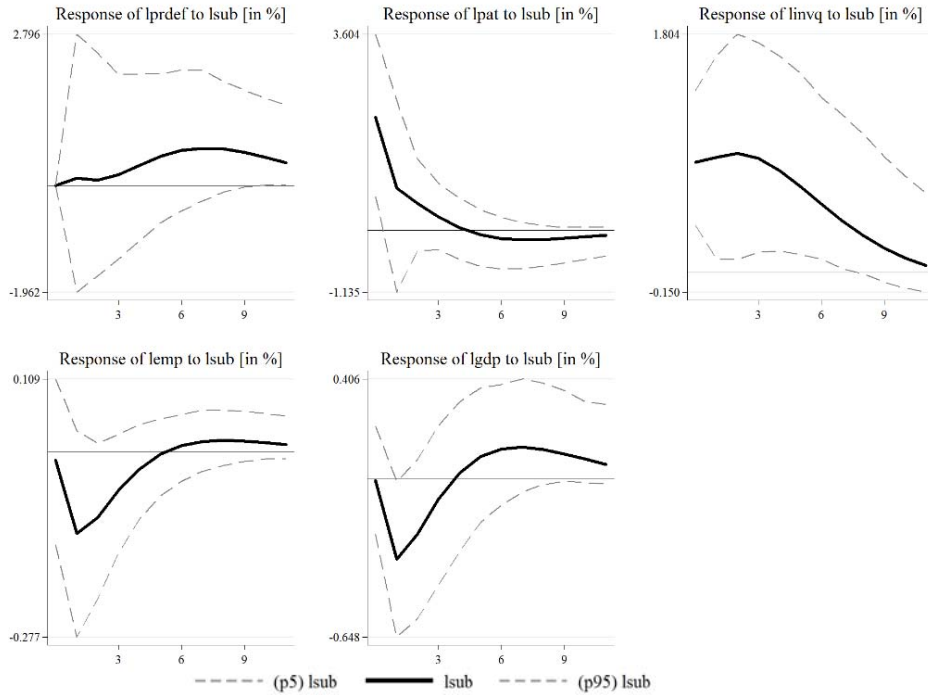 Response of lprdef to lsub [in %]
2.796
-1.962
3 6 9
Response of lpat to lsub [in %]
3.604
-1.135
3 6 9
Response of linvq to lsub [in %]
1.804
-0.150
3 6 9
Response of lemp to lsub [in %]
0.109
-0.277
3 6 9
Response of lgdp to lsub [in %]
0.406
-0.648
3 6 9
(p5) lsub lsub (p95) lsub